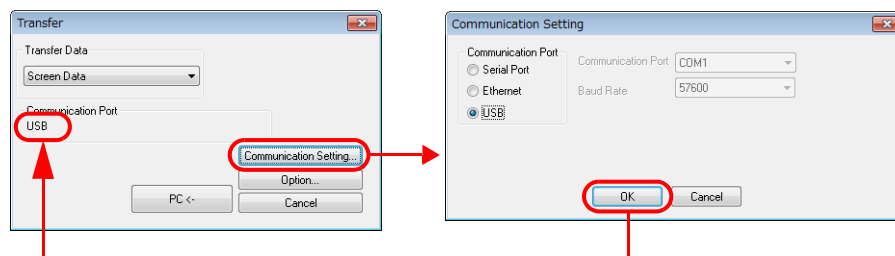 Transfer
Transfer Data
Screen Data
Communication Port
USB
Communication Setting...
Option...
PC <-
Cancel
Communication Setting
Communication Port
Serial Port
Ethernet
USB
Communication Port
COM1
Baud Rate
57600
OK
Cancel